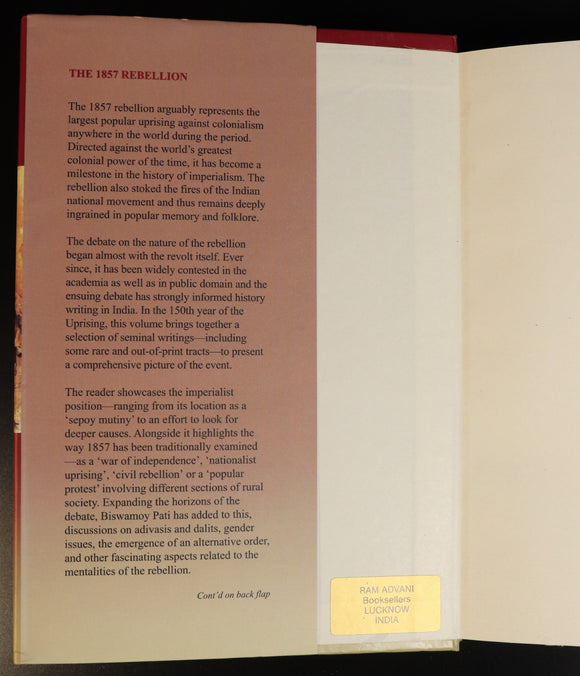 THE 1857 REBELLION
The 1857 rebellion arguably represents the
largest popular uprising against colonialism
anywhere in the world during the period.
Directed against the world's greatest
colonial power of the time, it has become a
milestone in the history of imperialism. The
rebellion also stoked the fires of the Indian
national movement and thus remains deeply
ingrained in popular memory and folklore.
The debate on the nature of the rebellion
began almost with the revolt itself. Ever
since, it has been widely contested in the
academia as well as in public domain and the
ensuing debate has strongly informed history
writing in India. In the 150th year of the
Uprising, this volume brings together a
selection of seminal writings—including
some rare and out-of-print tracts—to present
a comprehensive picture of the event.
The reader showcases the imperialist
position—ranging from its location as a
‘sepoy mutiny’ to an effort to look for
deeper causes. Alongside it highlights the
way 1857 has been traditionally examined
—as a ‘war of independence’, ‘nationalist
uprising’, ‘civil rebellion’ or a ‘popular
protest’ involving different sections of rural
society. Expanding the horizons of the
debate, Biswamoy Pati has added to this,
discussions on adivasis and dalits, gender
issues, the emergence of an alternative order,
and other fascinating aspects related to the
mentalities of the rebellion.
Cont'd on back flap
RAM ADVANI
Booksellers
LUCKNOW
INDIA